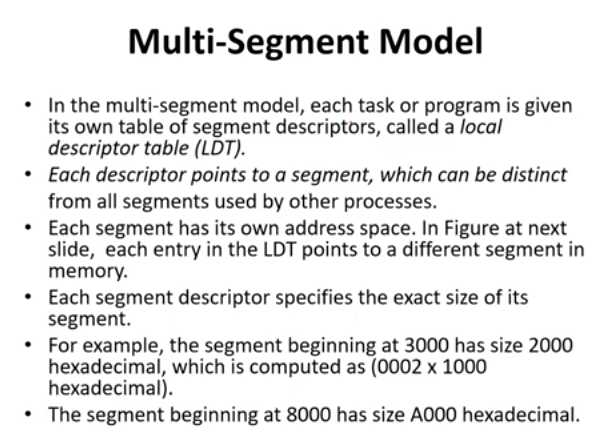 Multi-Segment Model
• In the multi-segment model, each task or program is given
its own table of segment descriptors, called a local
descriptor table (LDT).
• Each descriptor points to a segment, which can be distinct
from all segments used by other processes.
• Each segment has its own address space. In Figure at next
slide, each entry in the LDT points to a different segment in
memory.
• Each segment descriptor specifies the exact size of its
segment.
• For example, the segment beginning at 3000 has size 2000
hexadecimal, which is computed as (0002 x 1000
hexadecimal).
• The segment beginning at 8000 has size A000 hexadecimal.